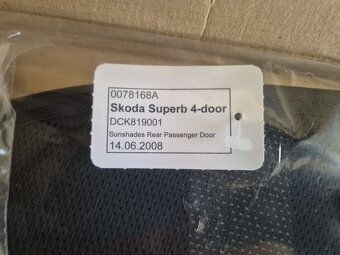 0078168A
Skoda Superb 4-door
DCK819001
Sunshades Rear Passenger Door
14.06.2008